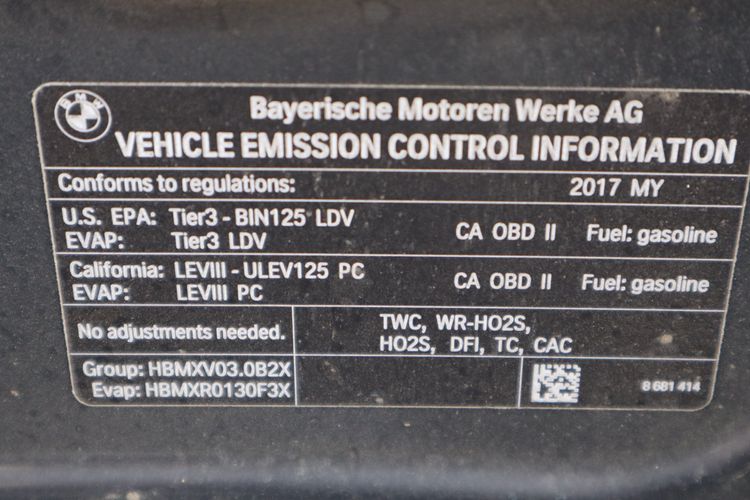 BMW
Bayerische Motoren Werke AG
VEHICLE EMISSION CONTROL INFORMATION
Conforms to regulations: 2017 MY
U.S. EPA: Tier3 - BIN125 LDV CA OBD II Fuel: gasoline
EVAP: Tier3 LDV
California: LEVIII - ULEV125 PC CA OBD II Fuel: gasoline
EVAP: LEVIII PC
No adjustments needed. TWC, WR-HO2S,
HO2S, DFI, TC, CAC
Group: HBMXV03.0B2X
Evap: HBMXR0130F3X
8 681 414